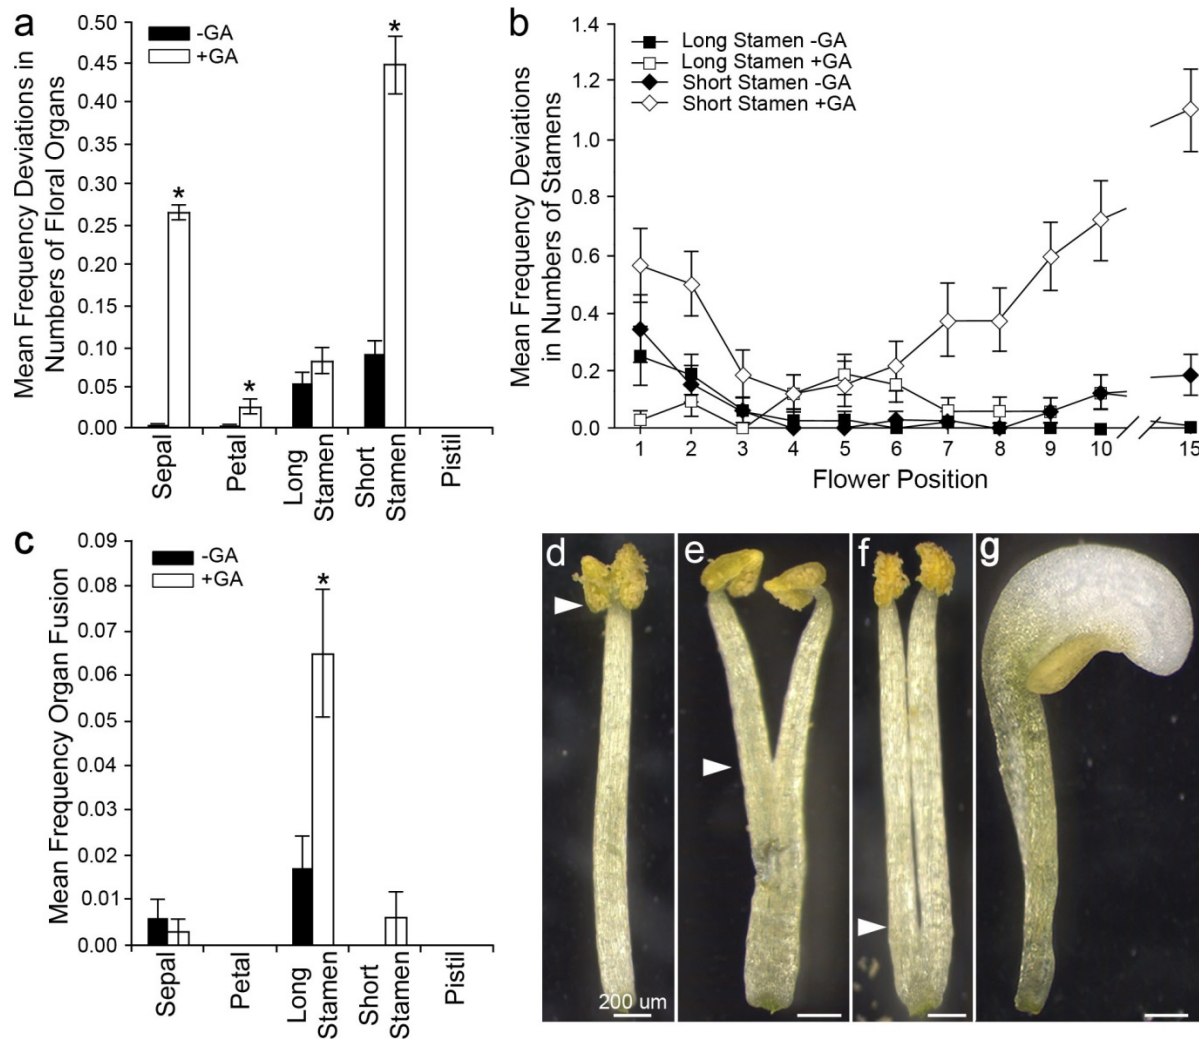 a
Mean Frequency Deviations in
Numbers of Floral Organs
0.50
0.45
0.40
0.35
0.30
0.25
0.20
0.15
0.10
0.05
0.00
-GA
+GA
*
*
*
Sepal
Petal
Long
Stamen
Short
Stamen
Pistil
b
Mean Frequency Deviations
in Numbers of Stamens
1.4
1.2
1.0
0.8
0.6
0.4
0.2
0.0
Long Stamen -GA
Long Stamen +GA
Short Stamen -GA
Short Stamen +GA
1 2 3 4 5 6 7 8 9 10 15
Flower Position
c
Mean Frequency Organ Fusion
0.09
0.08
0.07
0.06
0.05
0.04
0.03
0.02
0.01
0.00
-GA
+GA
*
Sepal
Petal
Long
Stamen
Short
Stamen
Pistil
d
200 um
e
f
g